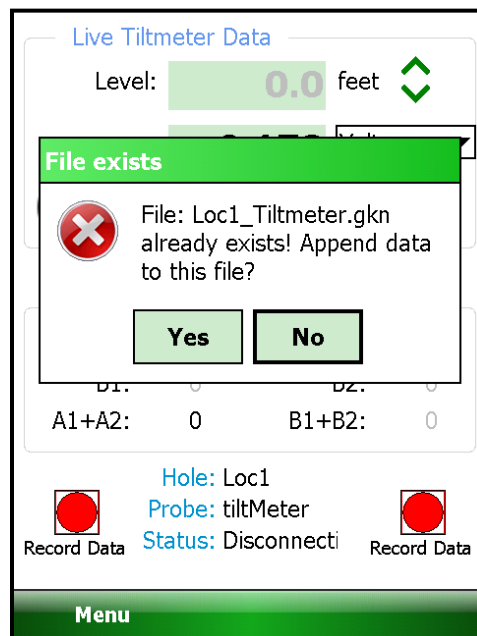 Live Tiltmeter Data
Level: 0.0 feet
File exists
File: Loc1_Tiltmeter.gkn
already exists! Append data
to this file?
Yes No
B1: 0 B2: 0
A1+A2: 0 B1+B2: 0
Hole: Loc1
Probe: tiltMeter
Record Data Status: Disconnecti Record Data
Menu